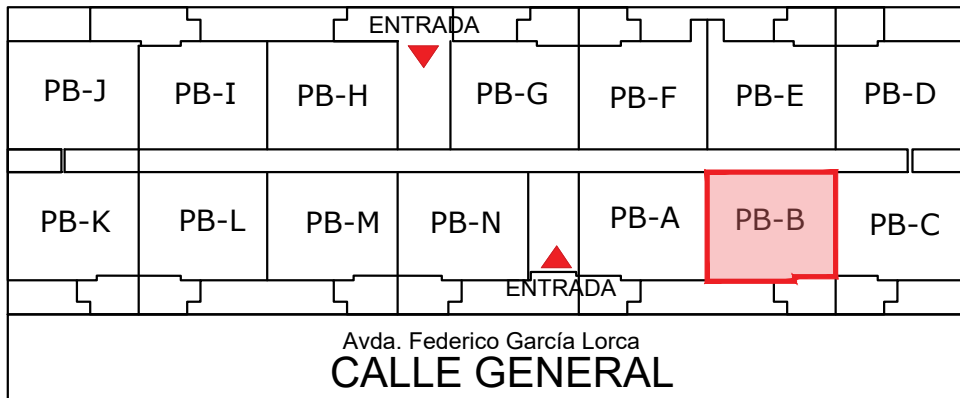 ENTRADA
PB-J PB-I PB-H PB-G PB-F PB-E PB-D
PB-K PB-L PB-M PB-N PB-A PB-B PB-C
ENTRADA
Avda. Federico García Lorca
CALLE GENERAL